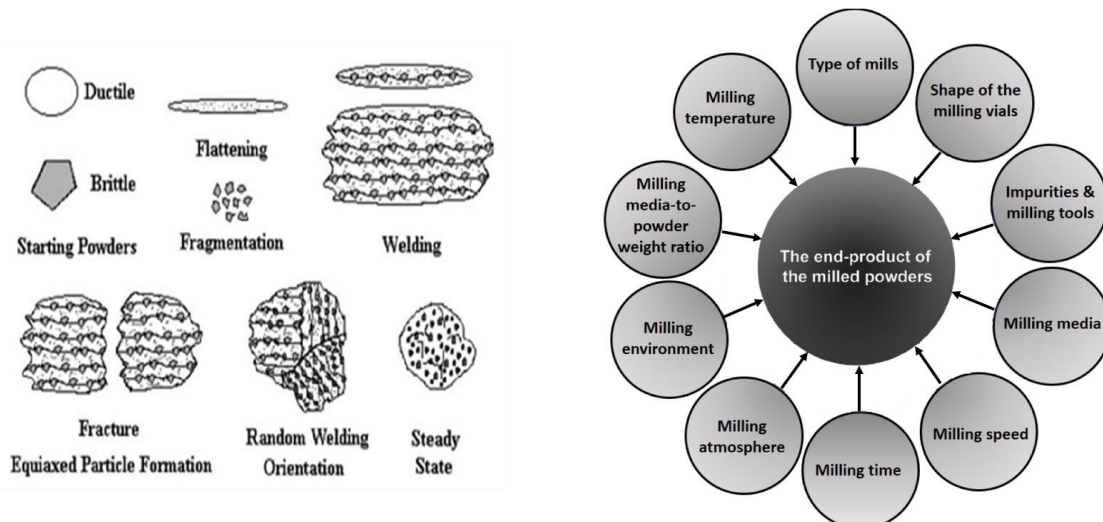 Ductile
Brittle
Starting Powders
Flattening
Fragmentation
Welding
Fracture
Equiaxed Particle Formation
Random Welding
Orientation
Steady
State
Type of mills
Shape of the
milling vials
Impurities &
milling tools
Milling media
Milling speed
Milling time
Milling
atmosphere
Milling
environment
Milling
media-to-
powder
weight ratio
Milling
temperature
The end-product of
the milled powders